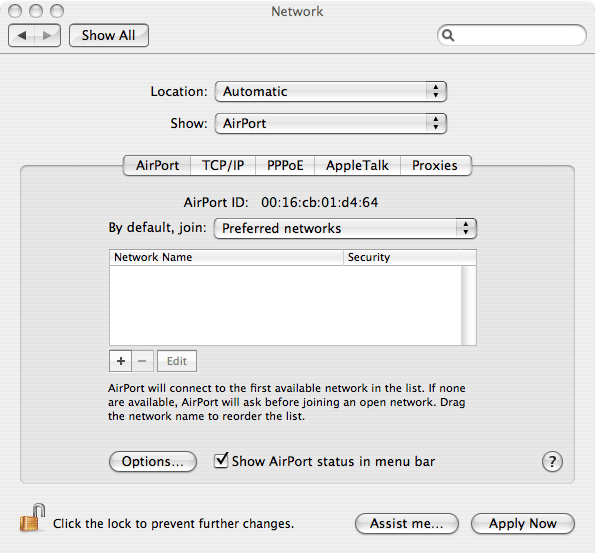 Network
Show All
Location: Automatic
Show: AirPort
AirPort TCP/IP PPPoE AppleTalk Proxies
AirPort ID: 00:16:cb:01:d4:64
By default, join: Preferred networks
Network Name Security
+ − Edit
AirPort will connect to the first available network in the list. If none
are available, AirPort will ask before joining an open network. Drag
the network name to reorder the list.
Options... Show AirPort status in menu bar ?
Click the lock to prevent further changes. Assist me... Apply Now